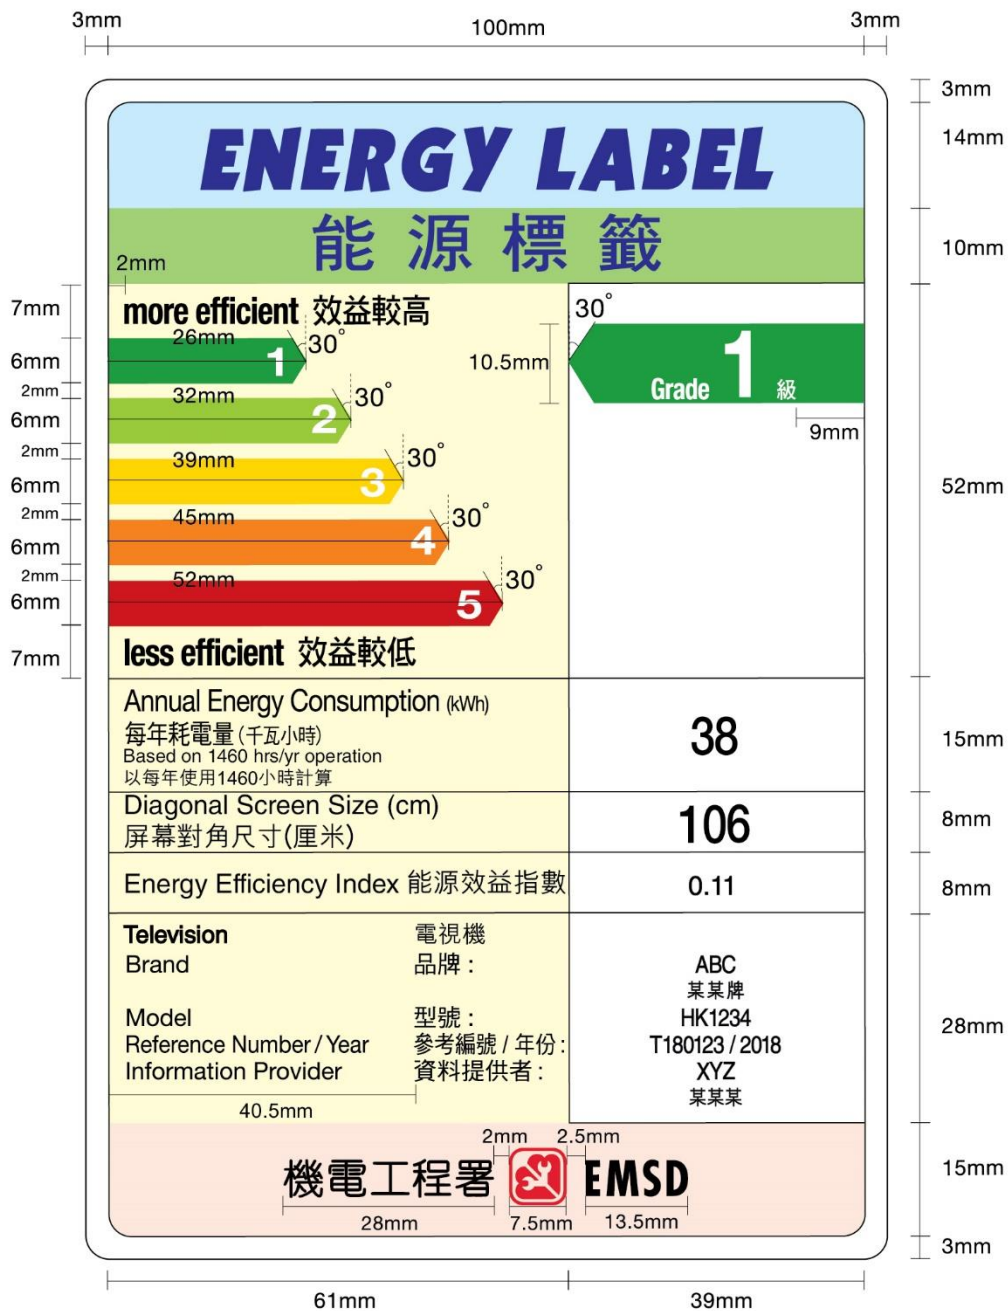 3mm 100mm 3mm
3mm
ENERGY LABEL
14mm
能源標籤
10mm
2mm
7mm
more efficient 效益較高
30°
26mm
1
30°
6mm
10.5mm
Grade 1 級
2mm
32mm
2
30°
6mm
9mm
2mm
39mm
3
30°
6mm
52mm
2mm
45mm
4
30°
6mm
2mm
52mm
5
30°
6mm
less efficient 效益較低
7mm
Annual Energy Consumption (kWh)
每年耗電量 (千瓦小時)
Based on 1460 hrs/yr operation
以每年使用1460小時計算
38
15mm
Diagonal Screen Size (cm)
屏幕對角尺寸(厘米)
106
8mm
Energy Efficiency Index 能源效益指數
0.11
8mm
Television 電視機
Brand 品牌 : ABC
某某牌
Model 型號 : HK1234
28mm
Reference Number / Year 參考編號 / 年份 : T180123 / 2018
Information Provider 資料提供者 : XYZ
某某某
40.5mm
2mm 2.5mm
機電工程署 EMSD
15mm
28mm 7.5mm 13.5mm
3mm
61mm 39mm